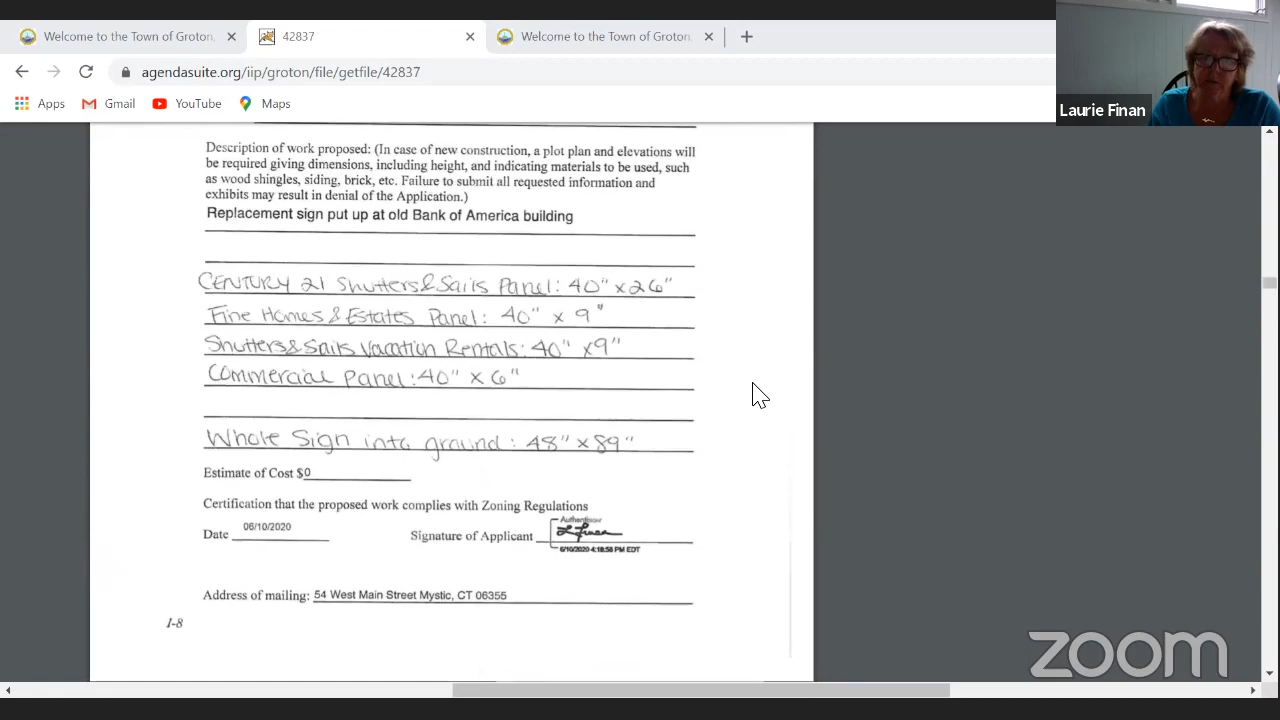 Welcome to the Town of Groton,
42837
Welcome to the Town of Groton,
agendasuite.org/iip/groton/file/getfile/42837
Apps
Gmail
YouTube
Maps
Laurie Finan
Description of work proposed: (In case of new construction, a plot plan and elevations will
be required giving dimensions, including height, and indicating materials to be used, such
as wood shingles, siding, brick, etc. Failure to submit all requested information and
exhibits may result in denial of the Application.)
Replacement sign put up at old Bank of America building
CENTURY 21 Shutters&Sails Panel: 40" x 26"
Fine Homes & Estates Panel: 40" x 9"
Shutters&Sails Vacation Rentals: 40" x 9"
Commercial Panel: 40" x 6"
Whole Sign into ground: 48" x 89"
Estimate of Cost $0
Certification that the proposed work complies with Zoning Regulations
Date 06/10/2020
Signature of Applicant
6/10/2020 4:18:58 PM EDT
Address of mailing: 54 West Main Street Mystic, CT 06355
I-8
zoom